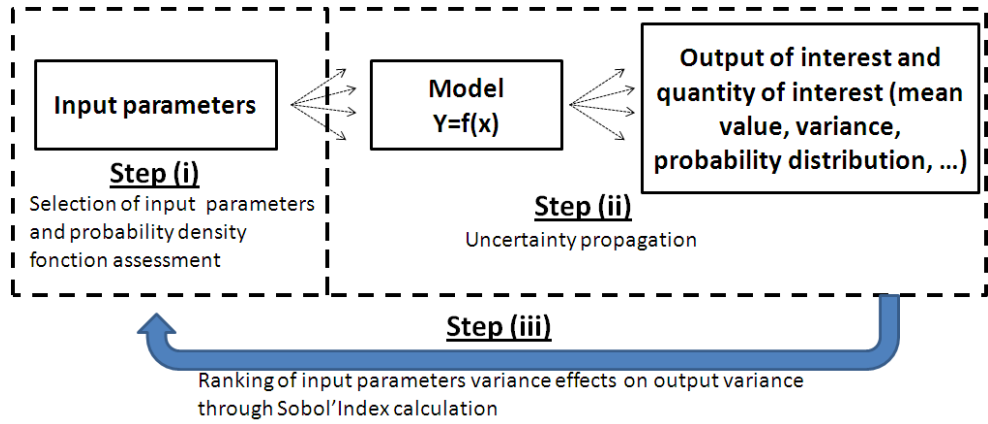 Input parameters
Step (i)
Selection of input parameters
and probability density
fonction assessment
Model
Y=f(x)
Output of interest and
quantity of interest (mean
value, variance,
probability distribution, ...)
Step (ii)
Uncertainty propagation
Step (iii)
Ranking of input parameters variance effects on output variance
through Sobol'Index calculation